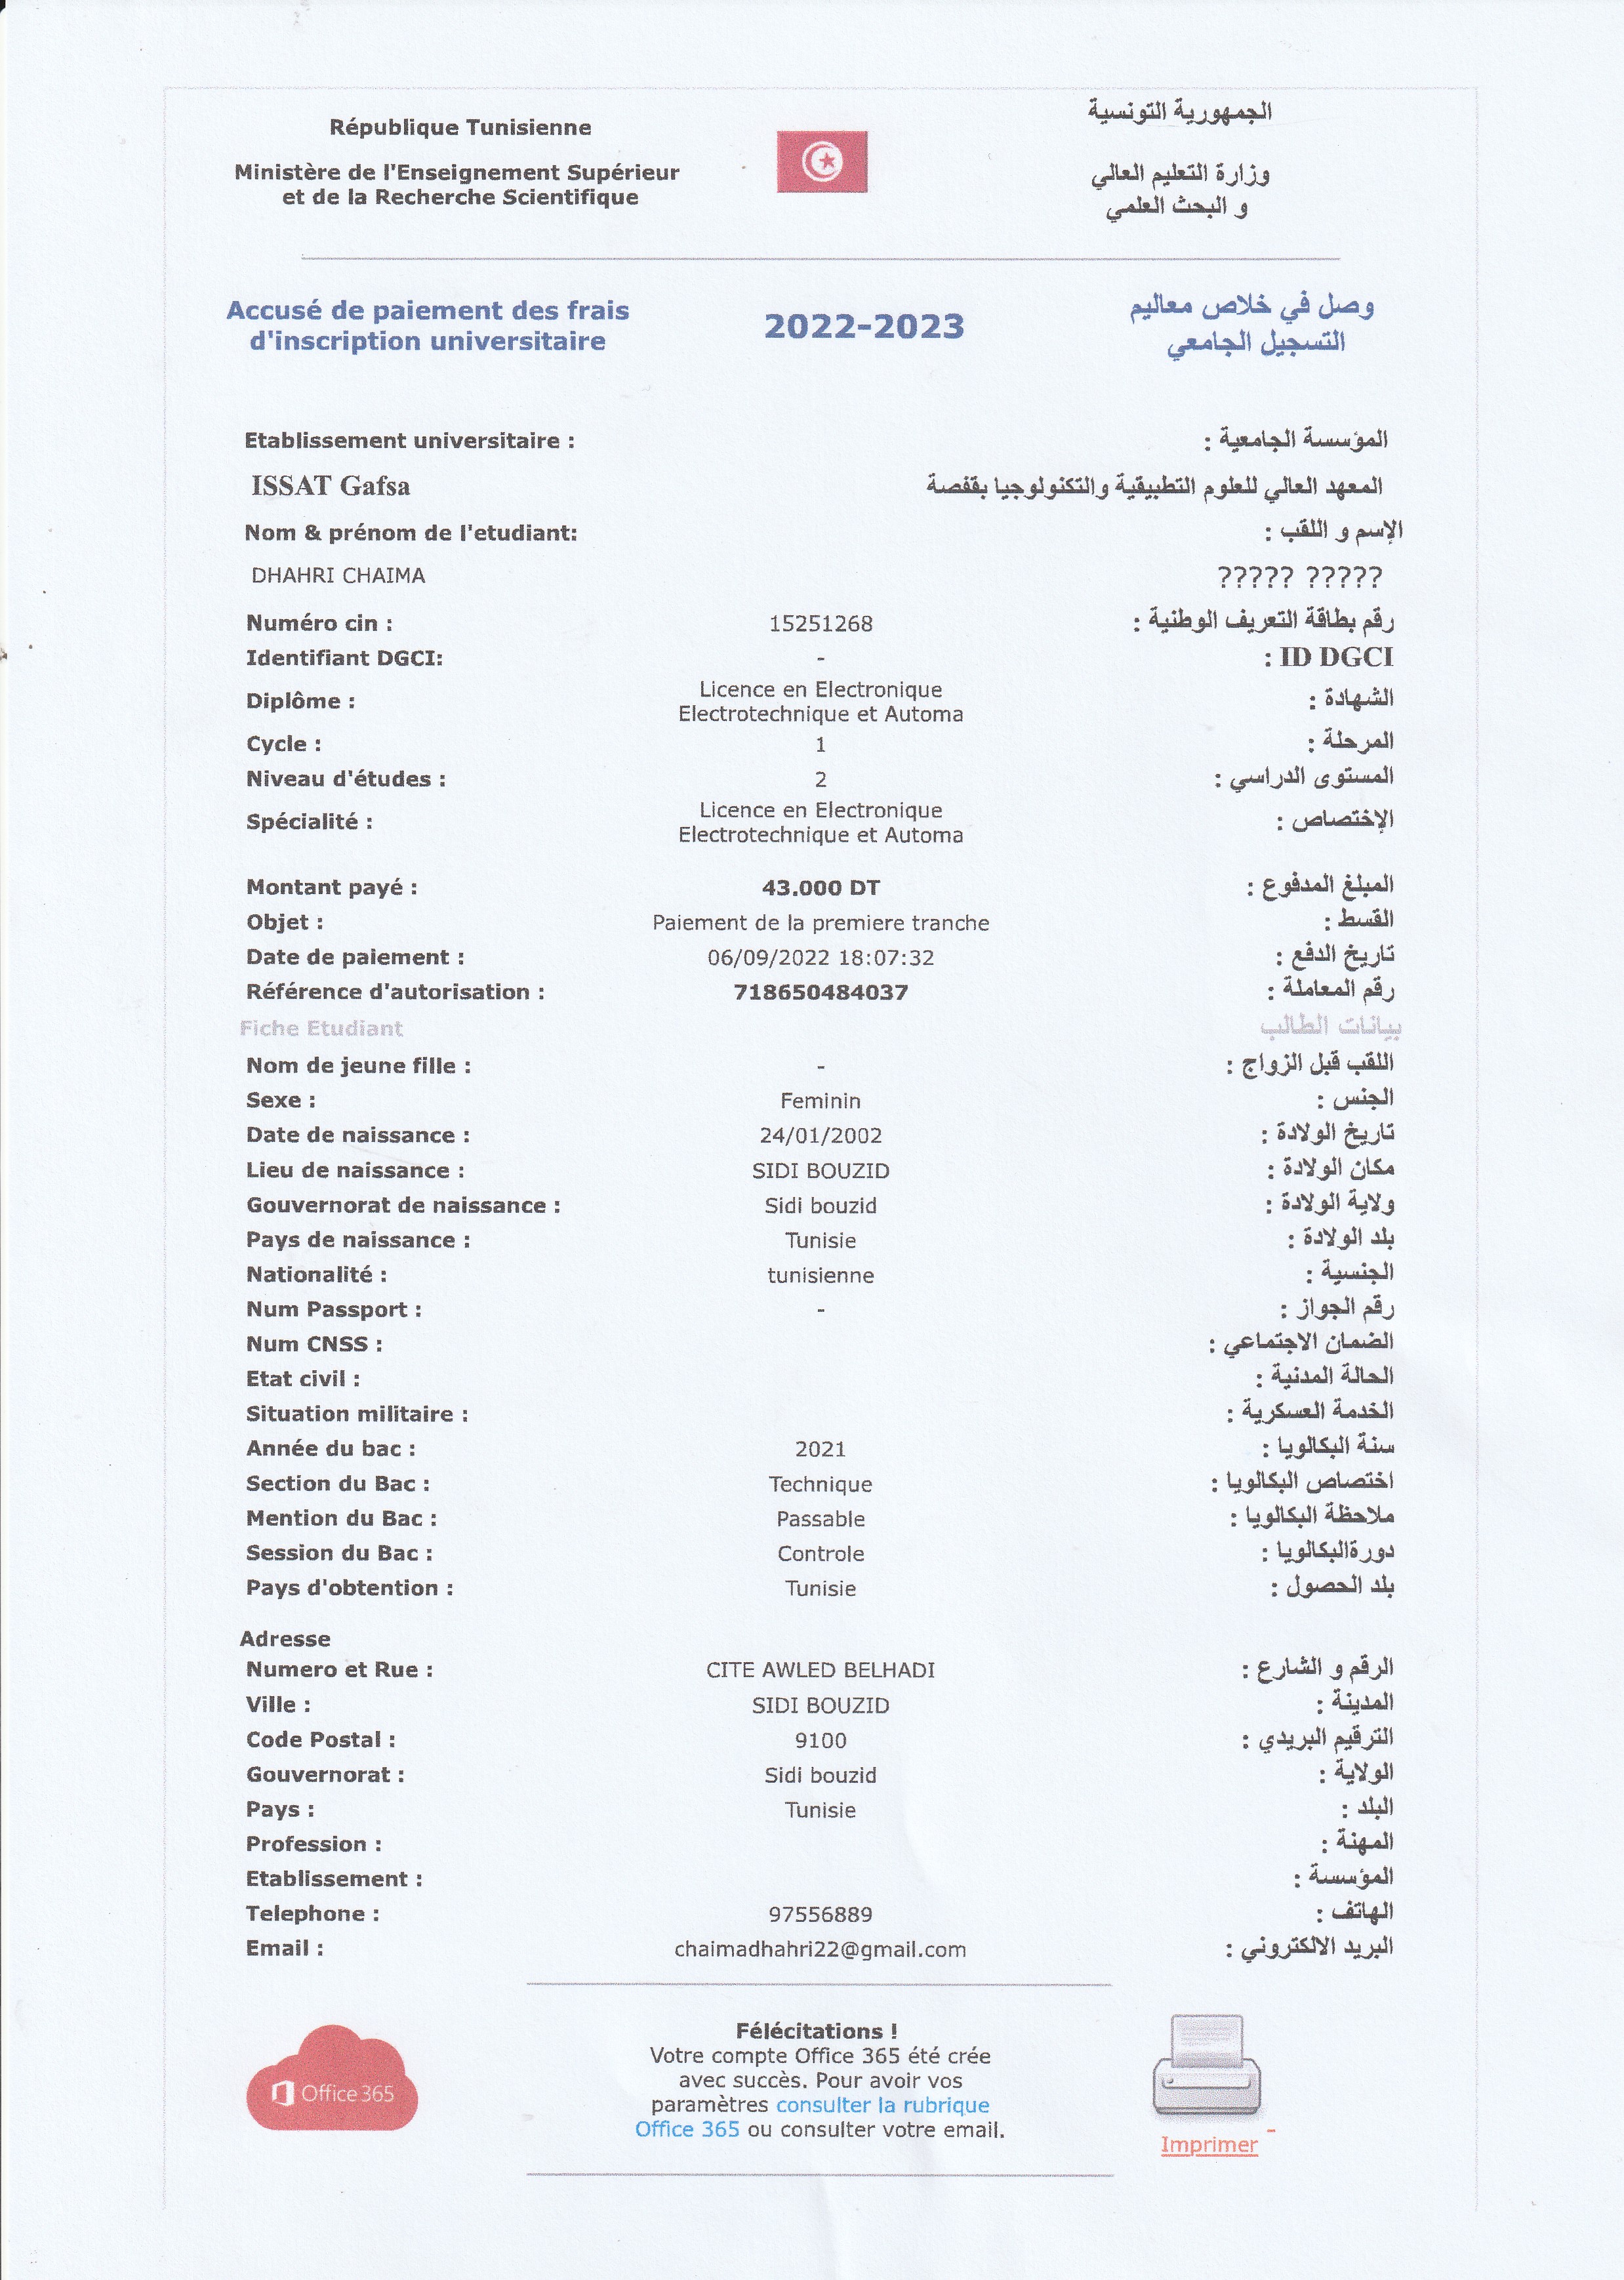 République Tunisienne
الجمهورية التونسية
Ministère de l'Enseignement Supérieur
et de la Recherche Scientifique
وزارة التعليم العالي
و البحث العلمي
Accusé de paiement des frais
d'inscription universitaire
2022-2023
وصل في خلاص معاليم
التسجيل الجامعي
Etablissement universitaire : المؤسسة الجامعية :
ISSAT Gafsa المعهد العالي للعلوم التطبيقية والتكنولوجيا بقفصة
Nom & prénom de l'etudiant: الإسم و اللقب :
DHAHRI CHAIMA ????? ?????
Numéro cin : 15251268 رقم بطاقة التعريف الوطنية :
Identifiant DGCI: - ID DGCI :
Diplôme : Licence en Electronique
Electrotechnique et Automa الشهادة :
Cycle : 1 المرحلة :
Niveau d'études : 2 المستوى الدراسي :
Spécialité : Licence en Electronique
Electrotechnique et Automa الإختصاص :
Montant payé : 43.000 DT المبلغ المدفوع :
Objet : Paiement de la premiere tranche القسط :
Date de paiement : 06/09/2022 18:07:32 تاريخ الدفع :
Référence d'autorisation : 718650484037 رقم المعاملة :
Fiche Etudiant بيانات الطالب
Nom de jeune fille : - اللقب قبل الزواج :
Sexe : Feminin الجنس :
Date de naissance : 24/01/2002 تاريخ الولادة :
Lieu de naissance : SIDI BOUZID مكان الولادة :
Gouvernorat de naissance : Sidi bouzid ولاية الولادة :
Pays de naissance : Tunisie بلد الولادة :
Nationalité : tunisienne الجنسية :
Num Passport : - رقم الجواز :
Num CNSS : الضمان الاجتماعي :
Etat civil : الحالة المدنية :
Situation militaire : الخدمة العسكرية :
Année du bac : 2021 سنة البكالويا :
Section du Bac : Technique اختصاص البكالويا :
Mention du Bac : Passable ملاحظة البكالويا :
Session du Bac : Controle دورةالبكالويا :
Pays d'obtention : Tunisie بلد الحصول :
Adresse
Numero et Rue : CITE AWLED BELHADI الرقم و الشارع :
Ville : SIDI BOUZID المدينة :
Code Postal : 9100 الترقيم البريدي :
Gouvernorat : Sidi bouzid الولاية :
Pays : Tunisie البلد :
Profession : المهنة :
Etablissement : المؤسسة :
Telephone : 97556889 الهاتف :
Email : chaimadhahri22@gmail.com البريد الالكتروني :
Félécitations !
Votre compte Office 365 été crée
avec succès. Pour avoir vos
paramètres consulter la rubrique
Office 365 ou consulter votre email.
Office 365
Imprimer